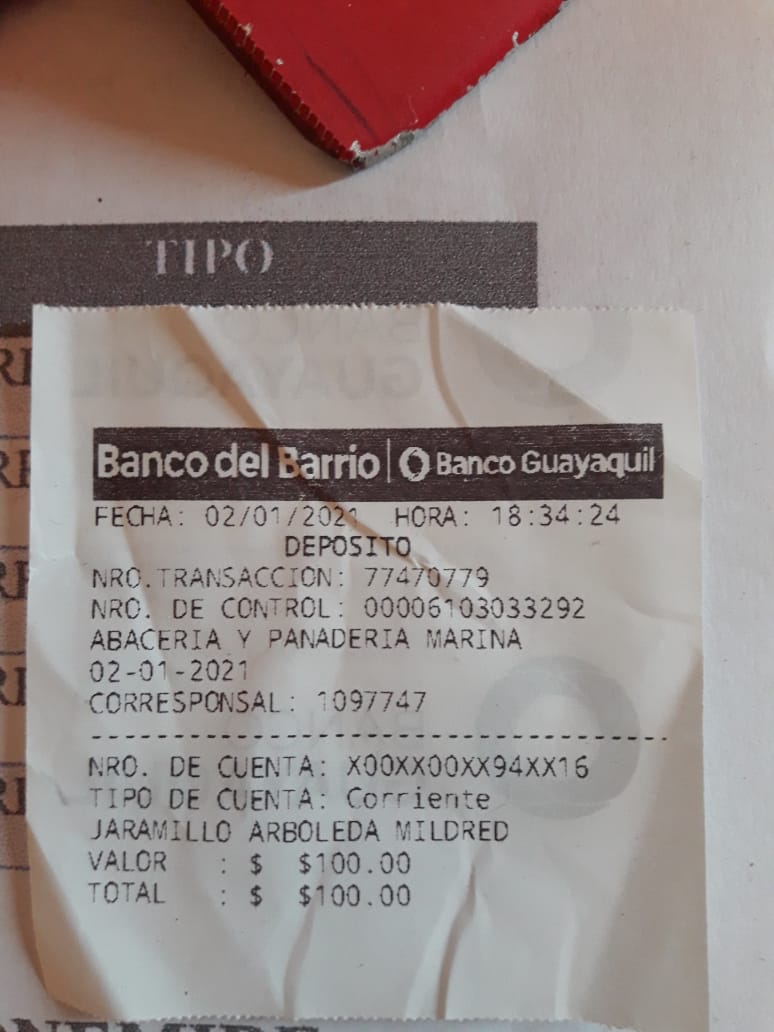 TIPO
Banco del Barrio | Banco Guayaquil
FECHA: 02/01/2021 HORA: 18:34:24
DEPOSITO
NRO.TRANSACCION: 77470779
NRO. DE CONTROL: 00006103033292
ABACERIA Y PANADERIA MARINA
02-01-2021
CORRESPONSAL: 1097747
NRO. DE CUENTA: X00XX00XX94XX16
TIPO DE CUENTA: Corriente
JARAMILLO ARBOLEDA MILDRED
VALOR : $ $100.00
TOTAL : $ $100.00